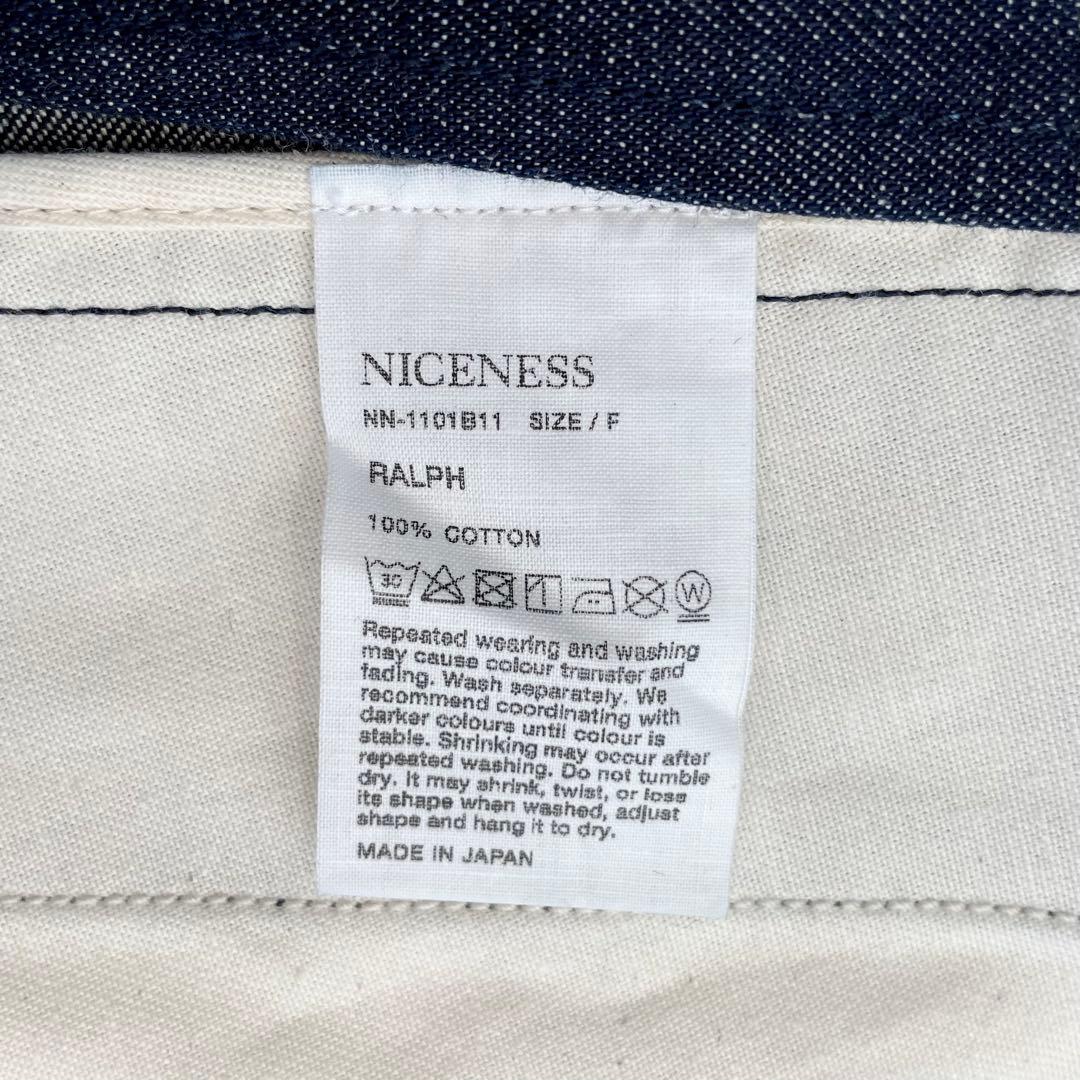 NICENESS
NN-1101B11 SIZE / F
RALPH
100% COTTON
30 W
Repeated wearing and washing
may cause colour transfer and
fading. Wash separately. We
recommend coordinating with
darker colours until colour is
stable. Shrinking may occur after
repeated washing. Do not tumble
dry. It may shrink, twist, or lose
its shape when washed, adjust
shape and hang it to dry.
MADE IN JAPAN